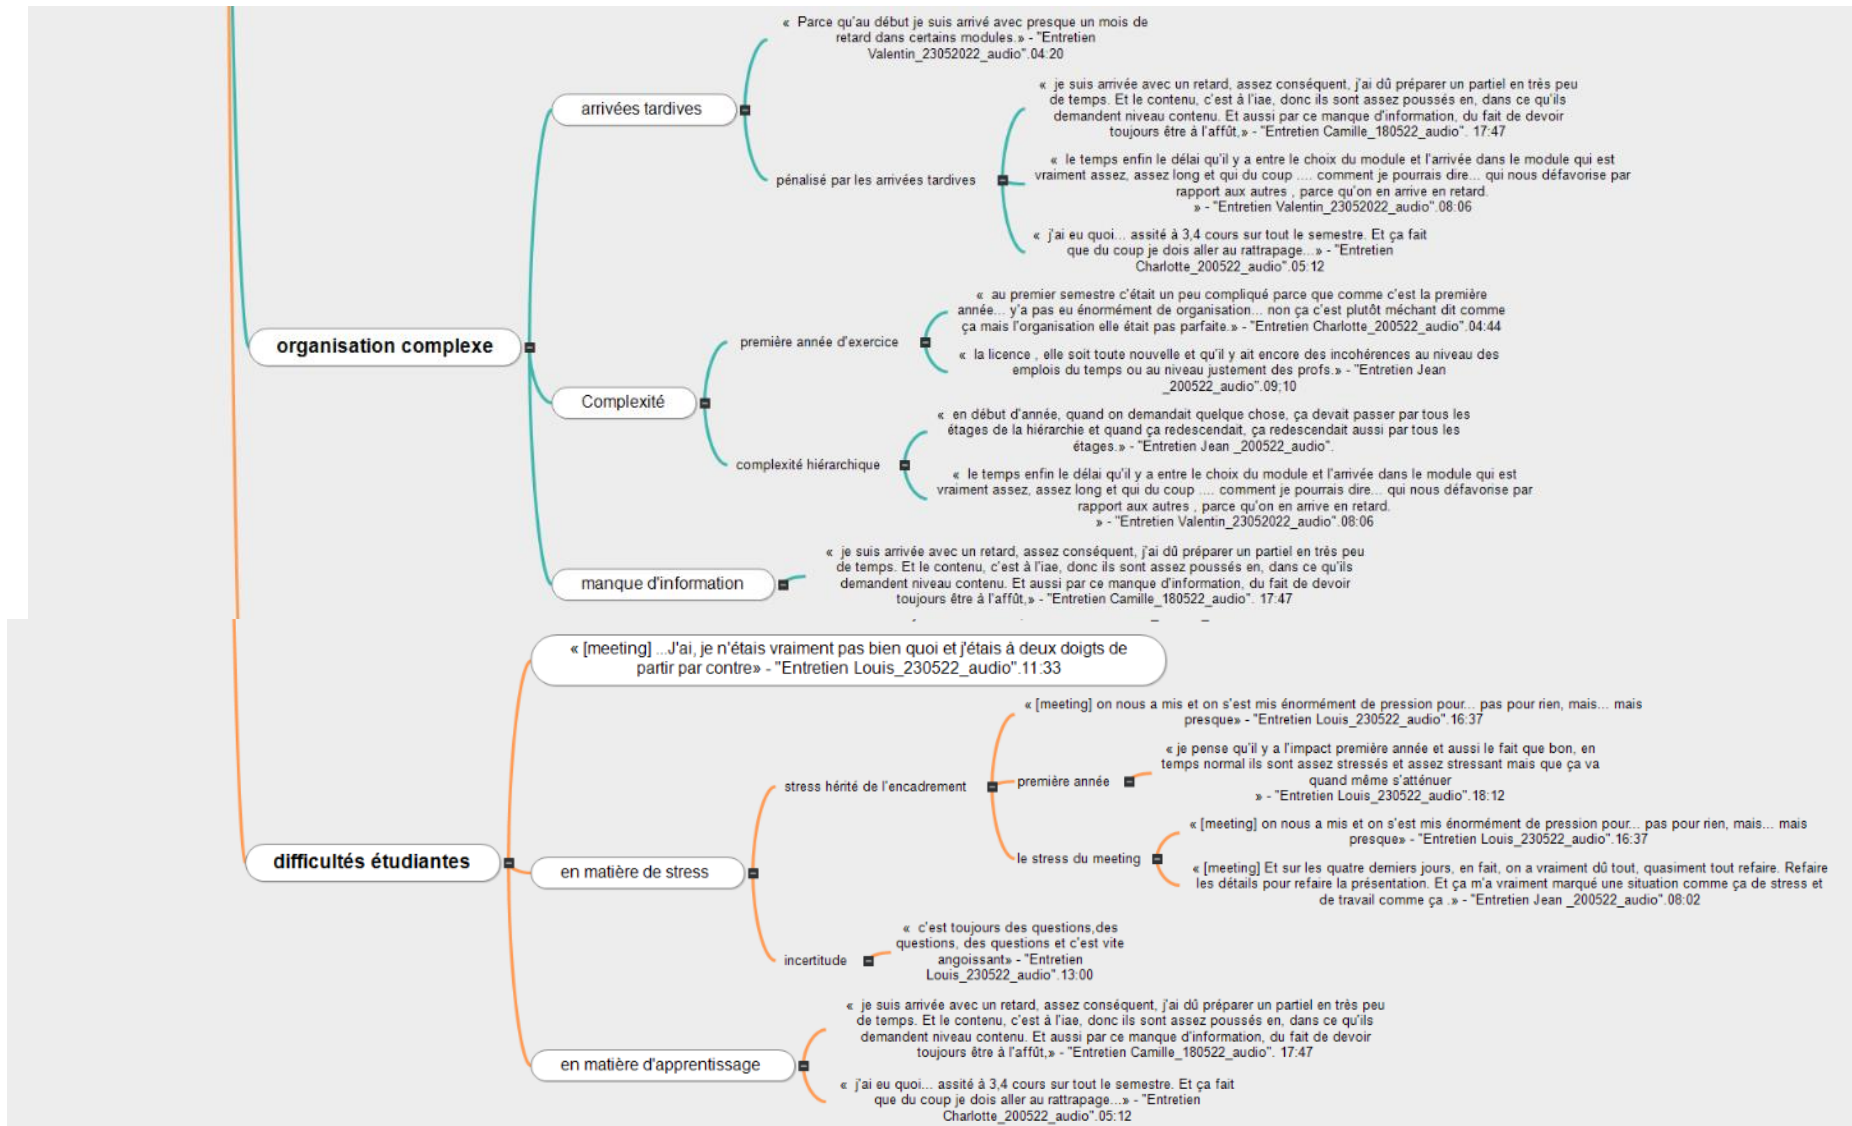 « Parce qu'au début je suis arrivé avec presque un mois de
retard dans certains modules.» - "Entretien
Valentin_23052022_audio".04:20
arrivées tardives
pénalisé par les arrivées tardives
« je suis arrivée avec un retard, assez conséquent, j'ai dû préparer un partiel en très peu
de temps. Et le contenu, c'est à l'iae, donc ils sont assez poussés en, dans ce qu'ils
demandent niveau contenu. Et aussi par ce manque d'information, du fait de devoir
toujours être à l'affût,» - "Entretien Camille_180522_audio". 17:47
« le temps enfin le délai qu'il y a entre le choix du module et l'arrivée dans le module qui est
vraiment assez, assez long et qui du coup .... comment je pourrais dire... qui nous défavorise par
rapport aux autres , parce qu'on en arrive en retard.
» - "Entretien Valentin_23052022_audio".08:06
« j'ai eu quoi... assité à 3,4 cours sur tout le semestre. Et ça fait
que du coup je dois aller au rattrapage...» - "Entretien
Charlotte_200522_audio".05:12
organisation complexe
Complexité
première année d'exercice
« au premier semestre c'était un peu compliqué parce que comme c'est la première
année... y'a pas eu énormément de organisation... non ça c'est plutôt méchant dit comme
ça mais l'organisation elle était pas parfaite.» - "Entretien Charlotte_200522_audio".04:44
« la licence , elle soit toute nouvelle et qu'il y ait encore des incohérences au niveau des
emplois du temps ou au niveau justement des profs.» - "Entretien Jean
_200522_audio".09;10
complexité hiérarchique
« en début d'année, quand on demandait quelque chose, ça devait passer par tous les
étages de la hiérarchie et quand ça redescendait, ça redescendait aussi par tous les
étages.» - "Entretien Jean _200522_audio".
« le temps enfin le délai qu'il y a entre le choix du module et l'arrivée dans le module qui est
vraiment assez, assez long et qui du coup .... comment je pourrais dire... qui nous défavorise par
rapport aux autres , parce qu'on en arrive en retard.
» - "Entretien Valentin_23052022_audio".08:06
manque d'information
« je suis arrivée avec un retard, assez conséquent, j'ai dû préparer un partiel en très peu
de temps. Et le contenu, c'est à l'iae, donc ils sont assez poussés en, dans ce qu'ils
demandent niveau contenu. Et aussi par ce manque d'information, du fait de devoir
toujours être à l'affût,» - "Entretien Camille_180522_audio". 17:47
« [meeting] ...J'ai, je n'étais vraiment pas bien quoi et j'étais à deux doigts de
partir par contre» - "Entretien Louis_230522_audio".11:33
difficultés étudiantes
en matière de stress
stress hérité de l'encadrement
« [meeting] on nous a mis et on s'est mis énormément de pression pour... pas pour rien, mais... mais
presque» - "Entretien Louis_230522_audio".16:37
première année
« je pense qu'il y a l'impact première année et aussi le fait que bon, en
temps normal ils sont assez stressés et assez stressant mais que ça va
quand même s'atténuer
» - "Entretien Louis_230522_audio".18:12
le stress du meeting
« [meeting] on nous a mis et on s'est mis énormément de pression pour... pas pour rien, mais... mais
presque» - "Entretien Louis_230522_audio".16:37
« [meeting] Et sur les quatre derniers jours, en fait, on a vraiment dû tout, quasiment tout refaire. Refaire
les détails pour refaire la présentation. Et ça m'a vraiment marqué une situation comme ça de stress et
de travail comme ça .» - "Entretien Jean _200522_audio".08:02
incertitude
« c'est toujours des questions,des
questions, des questions et c'est vite
angoissant» - "Entretien
Louis_230522_audio".13:00
en matière d'apprentissage
« je suis arrivée avec un retard, assez conséquent, j'ai dû préparer un partiel en très peu
de temps. Et le contenu, c'est à l'iae, donc ils sont assez poussés en, dans ce qu'ils
demandent niveau contenu. Et aussi par ce manque d'information, du fait de devoir
toujours être à l'affût,» - "Entretien Camille_180522_audio". 17:47
« j'ai eu quoi... assité à 3,4 cours sur tout le semestre. Et ça fait
que du coup je dois aller au rattrapage...» - "Entretien
Charlotte_200522_audio".05:12